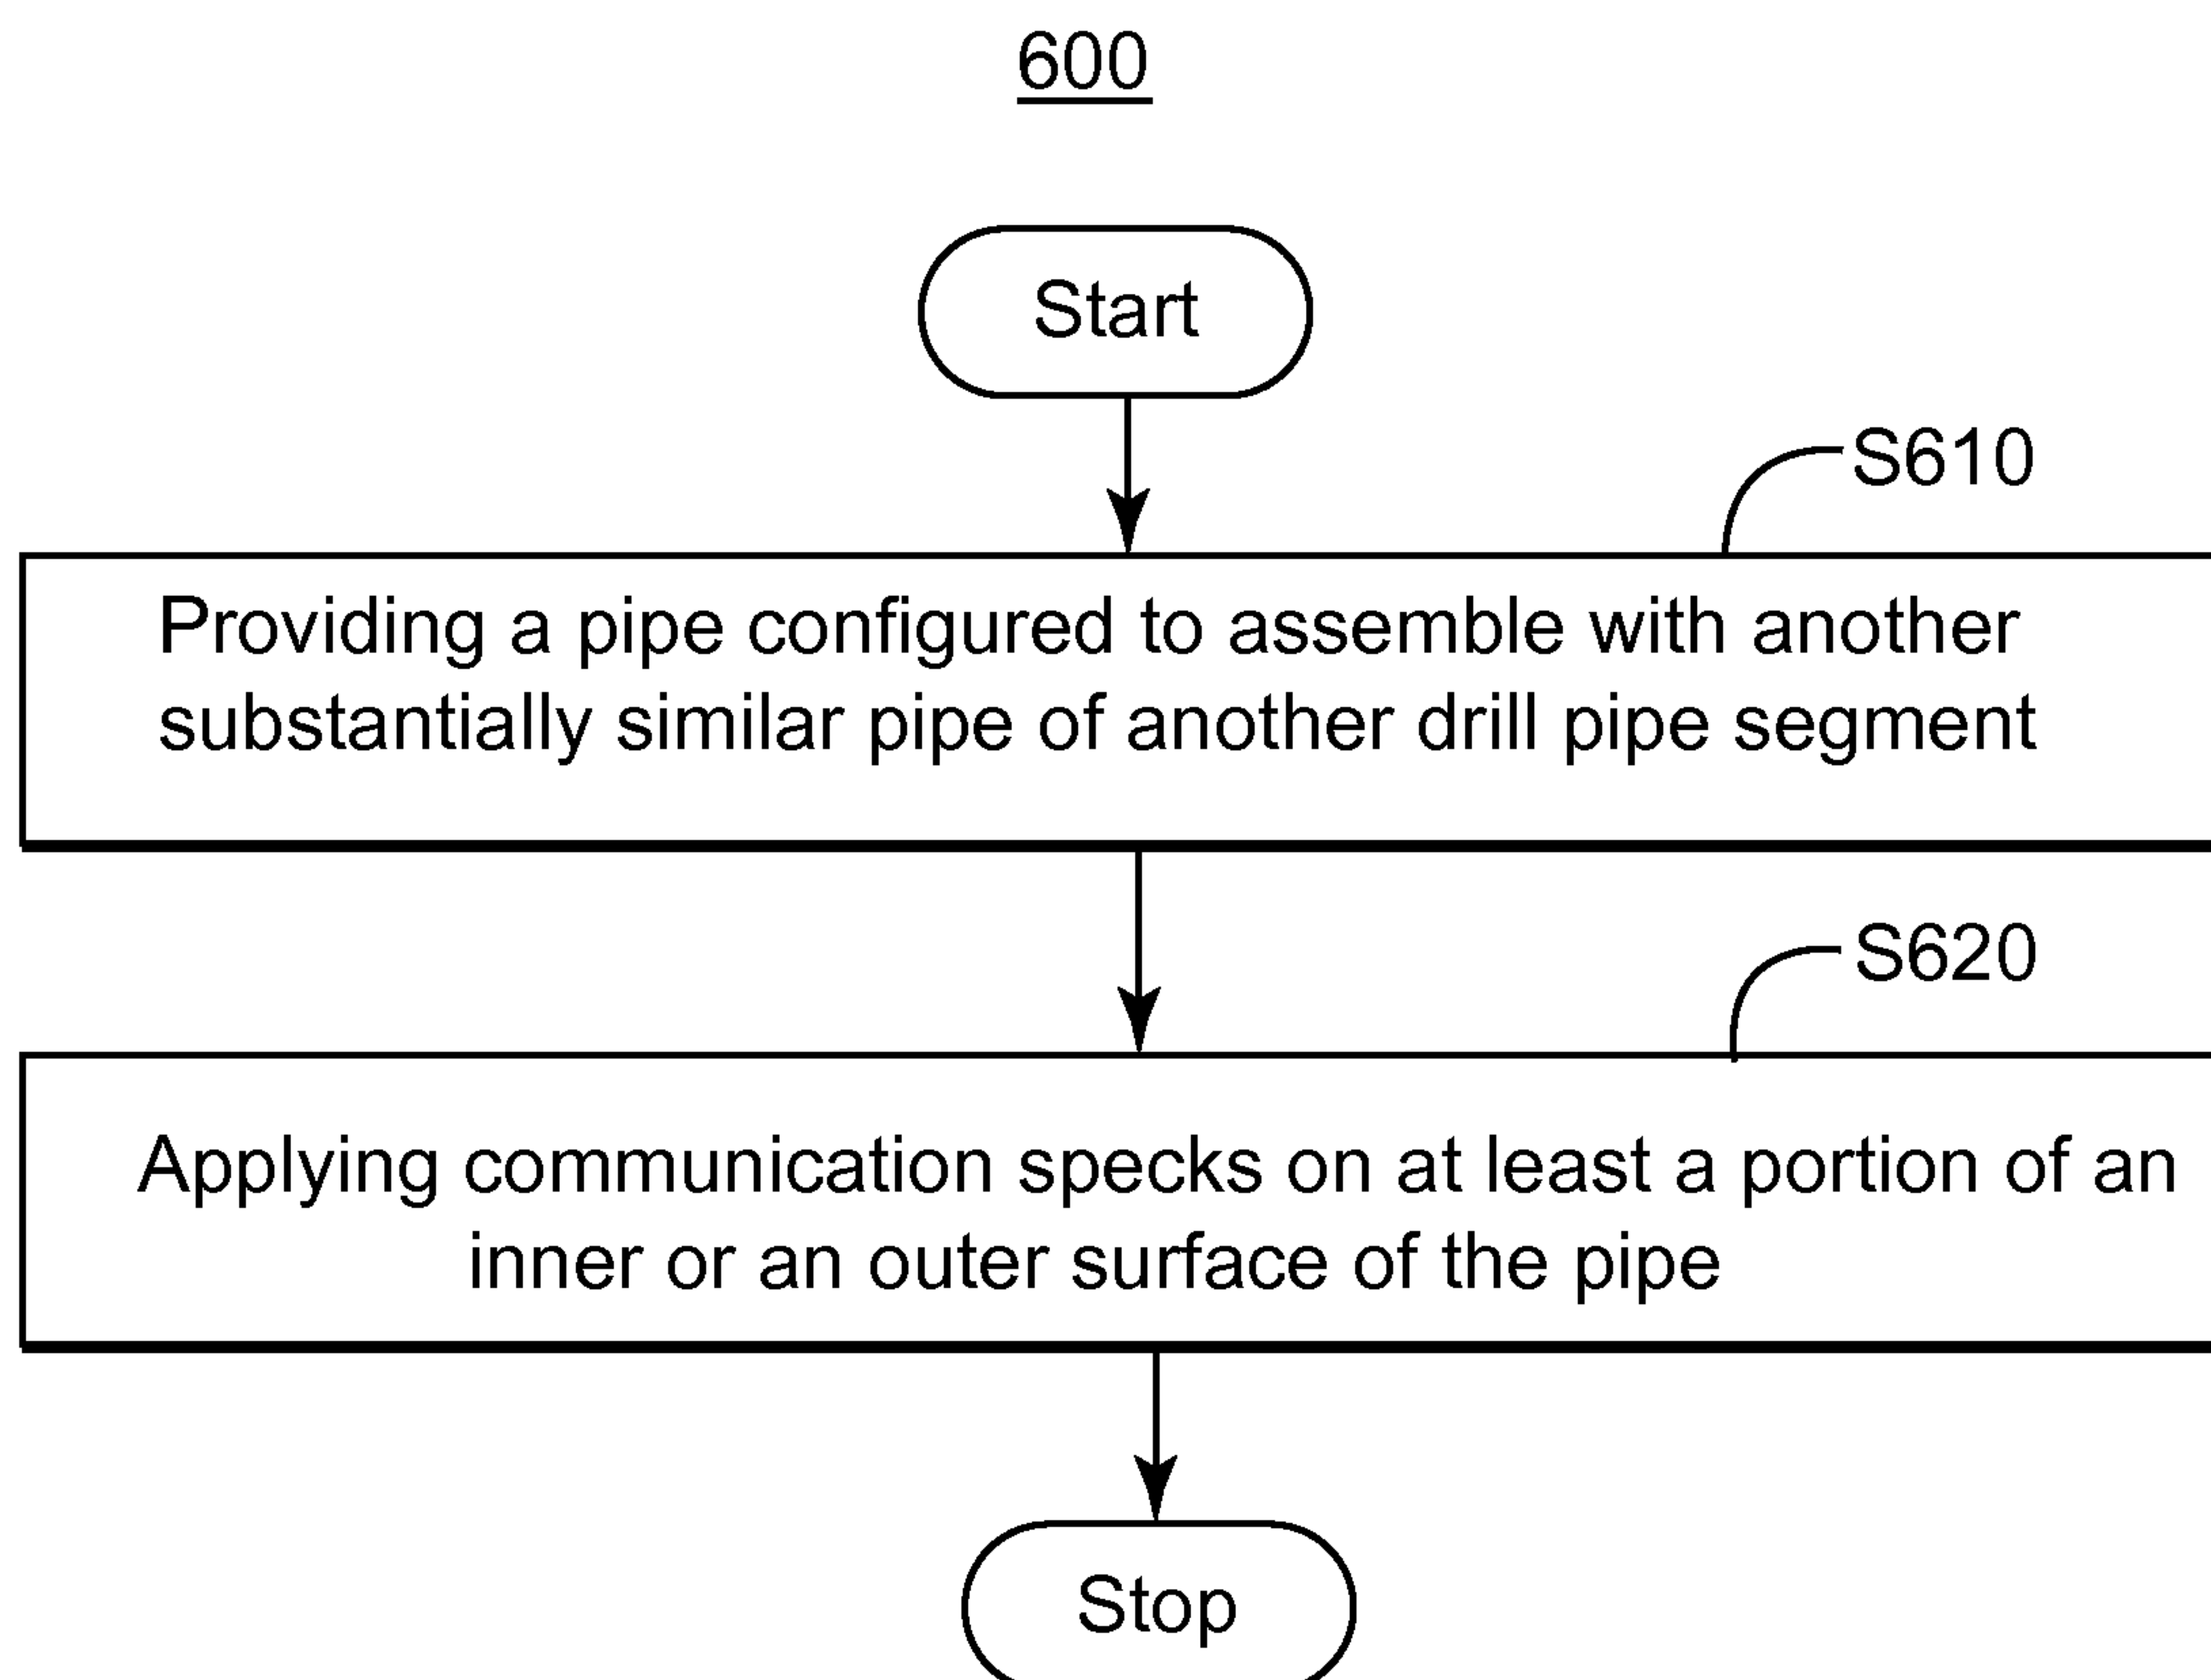 600
Start
S610
Providing a pipe configured to assemble with another
substantially similar pipe of another drill pipe segment
S620
Applying communication specks on at least a portion of an
inner or an outer surface of the pipe
Stop